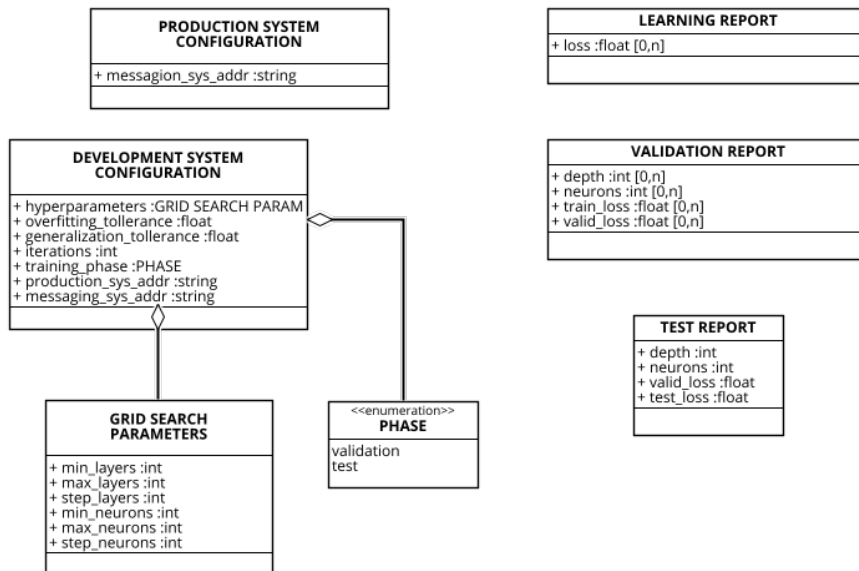 PRODUCTION SYSTEM
CONFIGURATION
+ messagion_sys_addr :string
LEARNING REPORT
+ loss :float [0,n]
DEVELOPMENT SYSTEM
CONFIGURATION
+ hyperparameters :GRID SEARCH PARAM
+ overfitting_tollerance :float
+ generalization_tollerance :float
+ iterations :int
+ training_phase :PHASE
+ production_sys_addr :string
+ messaging_sys_addr :string
VALIDATION REPORT
+ depth :int [0,n]
+ neurons :int [0,n]
+ train_loss :float [0,n]
+ valid_loss :float [0,n]
TEST REPORT
+ depth :int
+ neurons :int
+ valid_loss :float
+ test_loss :float
GRID SEARCH
PARAMETERS
+ min_layers :int
+ max_layers :int
+ step_layers :int
+ min_neurons :int
+ max_neurons :int
+ step_neurons :int
<<enumeration>>
PHASE
validation
test